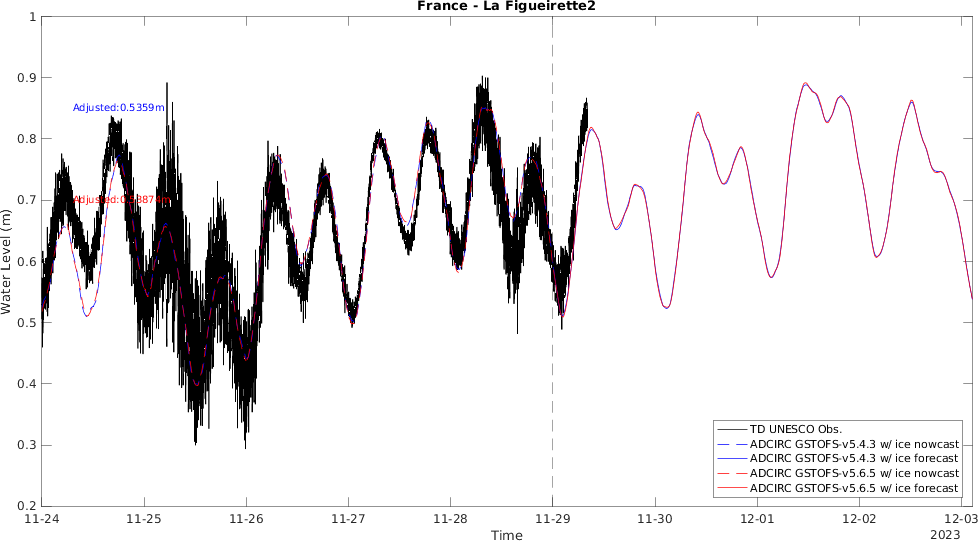 France - La Figueirette2
1
0.9
0.8
0.7
0.6
0.5
0.4
0.3
0.2
Water Level (m)
Adjusted:0.5359m
11-24
11-25
11-26
11-27
11-28
11-29
11-30
12-01
12-02
12-03
Time
2023
TD UNESCO Obs.
ADCIRC GSTOFS-v5.4.3 w/ ice nowcast
ADCIRC GSTOFS-v5.4.3 w/ ice forecast
ADCIRC GSTOFS-v5.6.5 w/ ice nowcast
ADCIRC GSTOFS-v5.6.5 w/ ice forecast